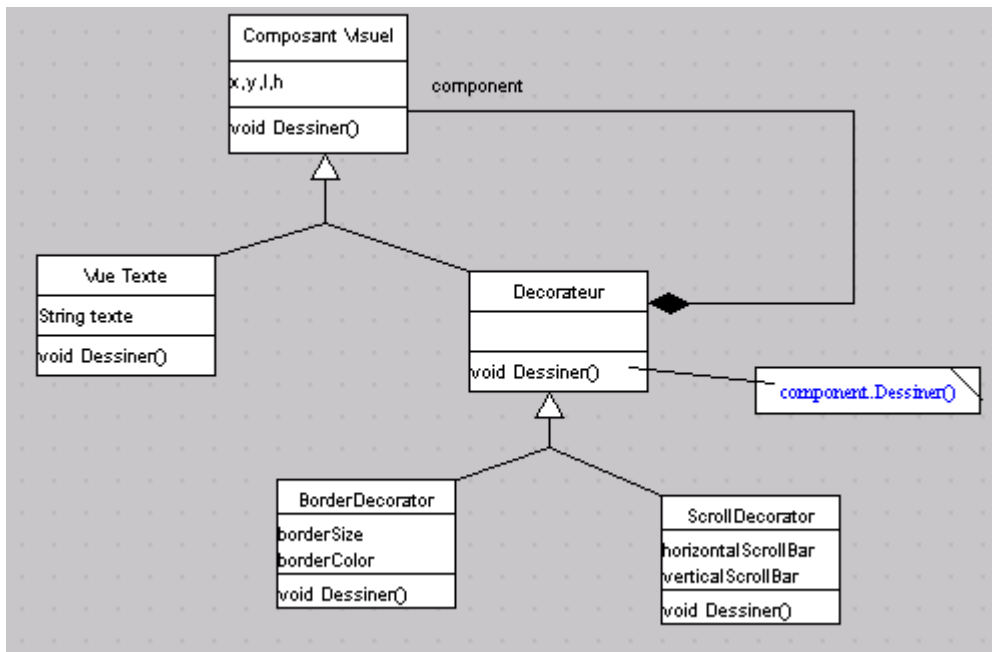 Composant Visuel
x,y,l,h
void Dessiner()
component
Vue Texte
String texte
void Dessiner()
Decorateur
void Dessiner()
component.Dessiner()
BorderDecorator
borderSize
borderColor
void Dessiner()
ScrollDecorator
horizontalScrollBar
verticalScrollBar
void Dessiner()